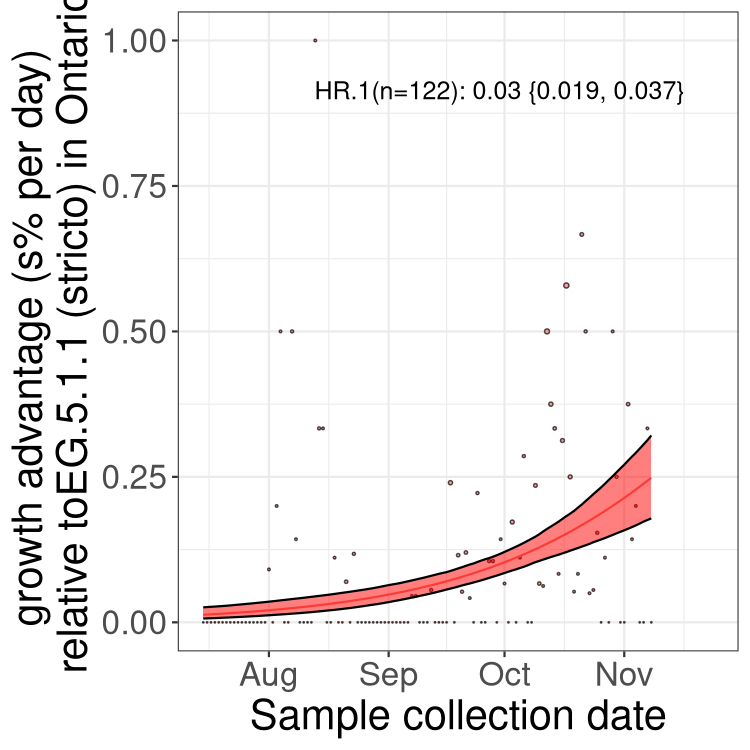 growth advantage (s% per day)
relative toEG.5.1.1 (stricto) in Ontario
1.00
0.75
0.50
0.25
0.00
HR.1(n=122): 0.03 {0.019, 0.037}
Aug Sep Oct Nov
Sample collection date